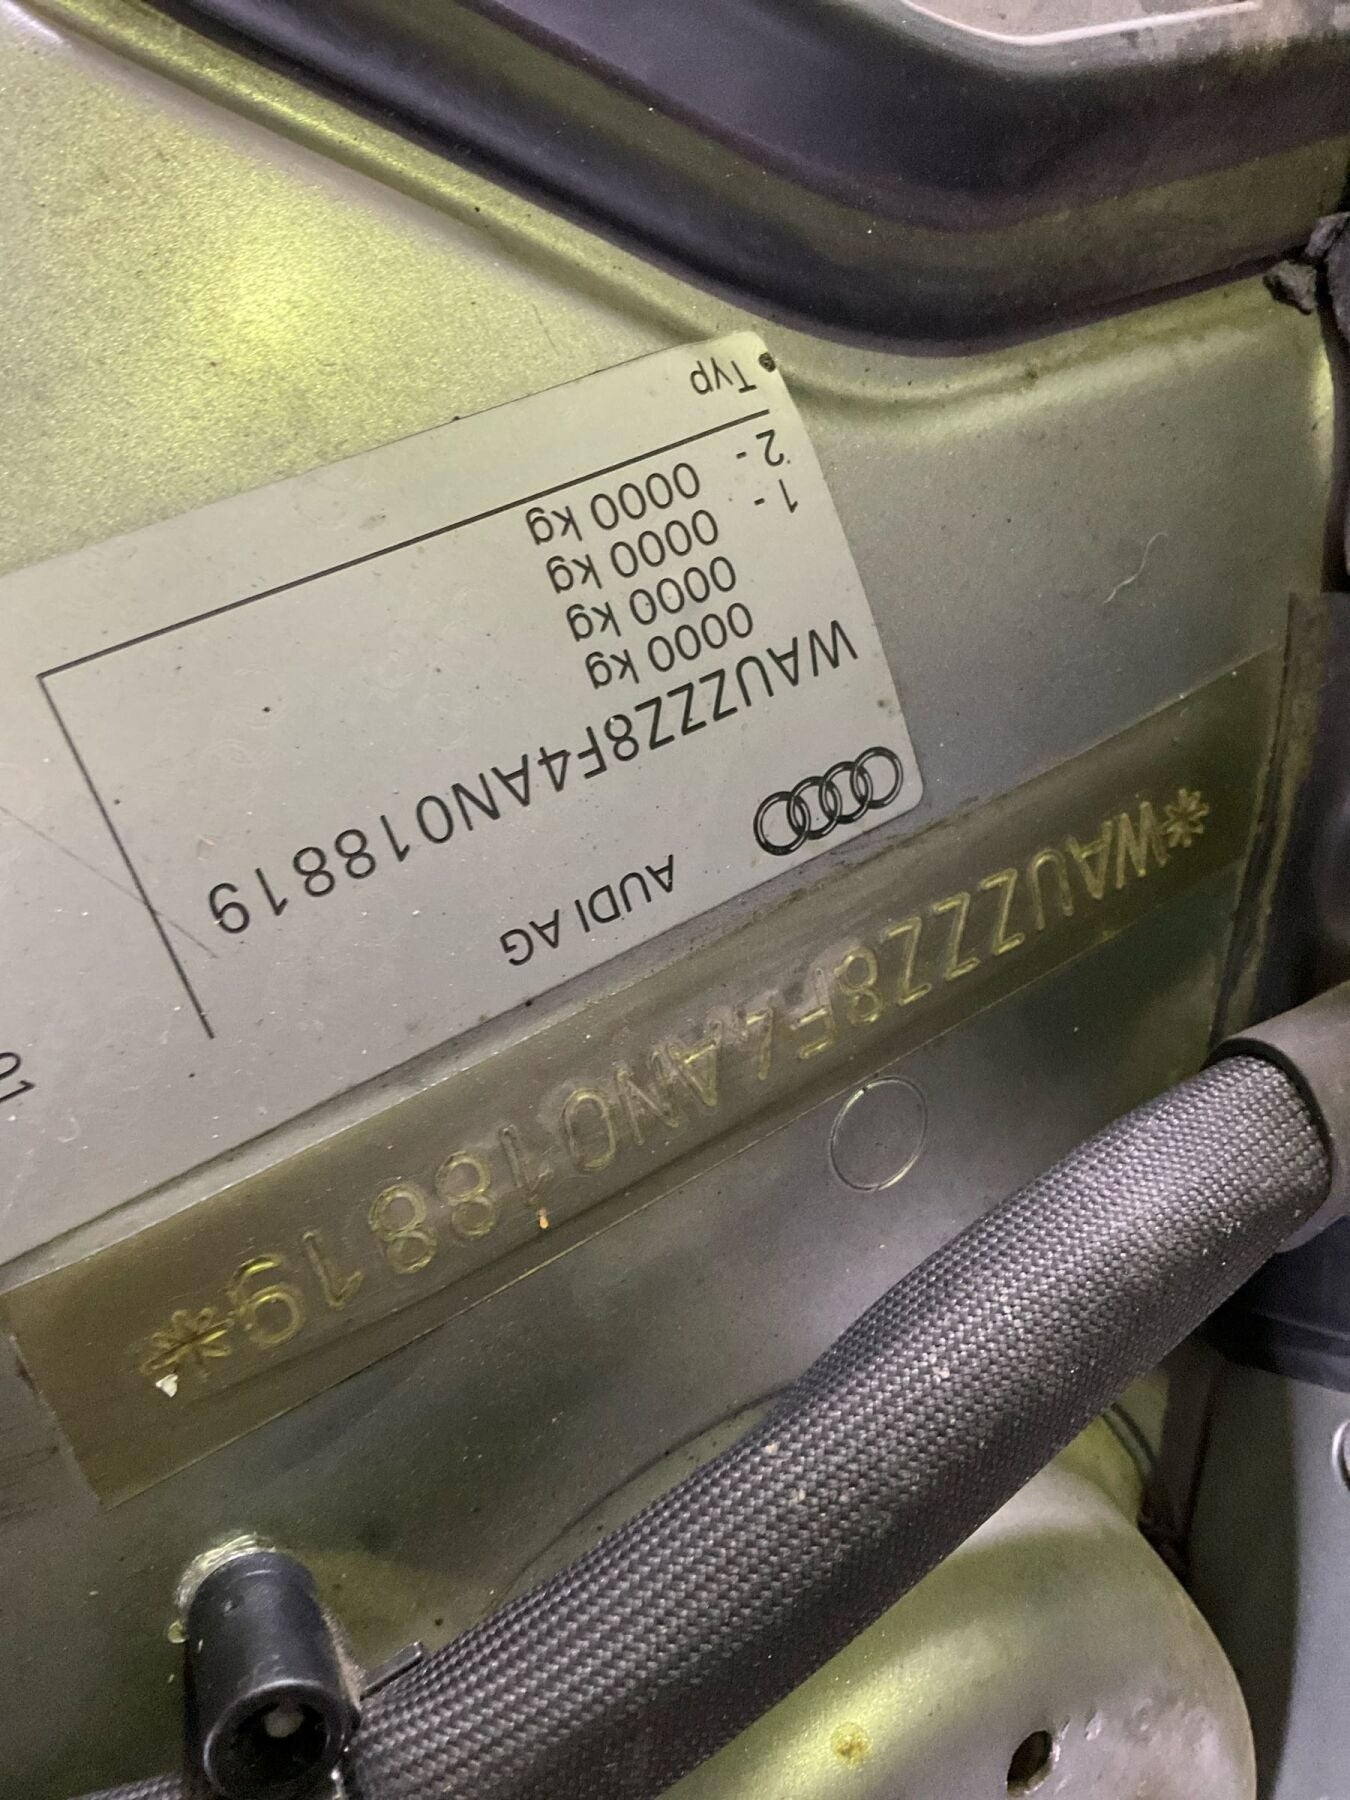 *WAUZZZ8F4AN018819*
AUDI AG
WAUZZZ8F4AN018819
0000 kg
0000 kg
1 - 0000 kg
2 - 0000 kg
Typ